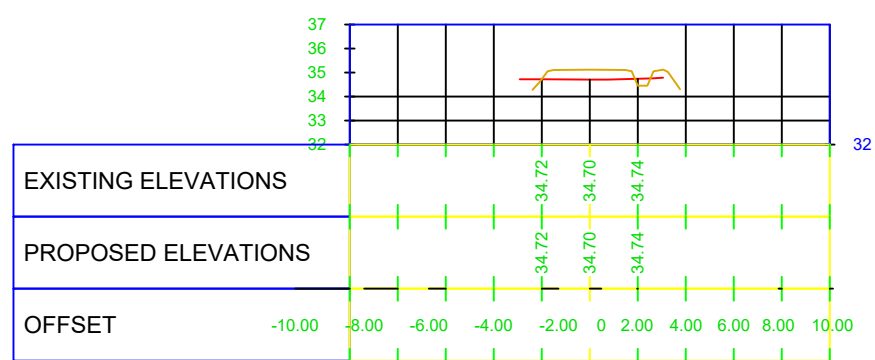 37
36
35
34
33
32
32
EXISTING ELEVATIONS 34.72 34.70 34.74
PROPOSED ELEVATIONS 34.72 34.70 34.74
OFFSET -10.00 -8.00 -6.00 -4.00 -2.00 0 2.00 4.00 6.00 8.00 10.00